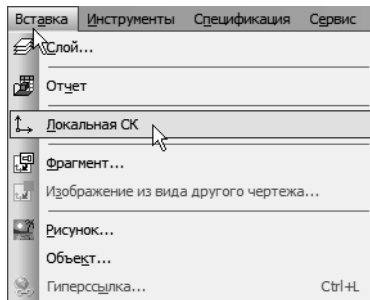 Вставка Инструменты Спецификация Сервис
Слой...
Отчет
Локальная СК
Фрагмент...
Изображение из вида другого чертежа...
Рисунок...
Объект...
Гиперссылка... Ctrl+L